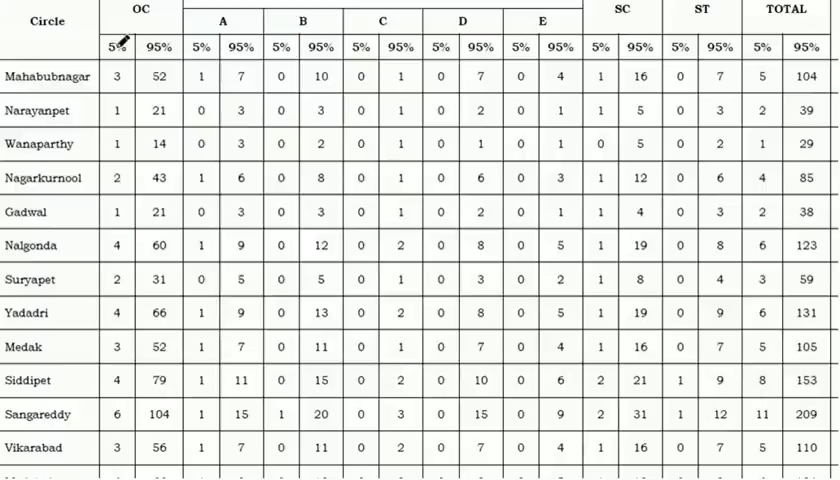 OC SC ST TOTAL
Circle A B C D E
5% 95% 5% 95% 5% 95% 5% 95% 5% 95% 5% 95% 5% 95% 5% 95% 5% 95%
Mahabubnagar 3 52 1 7 0 10 0 1 0 7 0 4 1 16 0 7 5 104
Narayanpet 1 21 0 3 0 3 0 1 0 2 0 1 1 5 0 3 2 39
Wanaparthy 1 14 0 3 0 2 0 1 0 1 0 1 0 5 0 2 1 29
Nagarkurnool 2 43 1 6 0 8 0 1 0 6 0 3 1 12 0 6 4 85
Gadwal 1 21 0 3 0 3 0 1 0 2 0 1 1 4 0 3 2 38
Nalgonda 4 60 1 9 0 12 0 2 0 8 0 5 1 19 0 8 6 123
Suryapet 2 31 0 5 0 5 0 1 0 3 0 2 1 8 0 4 3 59
Yadadri 4 66 1 9 0 13 0 2 0 8 0 5 1 19 0 9 6 131
Medak 3 52 1 7 0 11 0 1 0 7 0 4 1 16 0 7 5 105
Siddipet 4 79 1 11 0 15 0 2 0 10 0 6 2 21 1 9 8 153
Sangareddy 6 104 1 15 1 20 0 3 0 15 0 9 2 31 1 12 11 209
Vikarabad 3 56 1 7 0 11 0 2 0 7 0 4 1 16 0 7 5 110